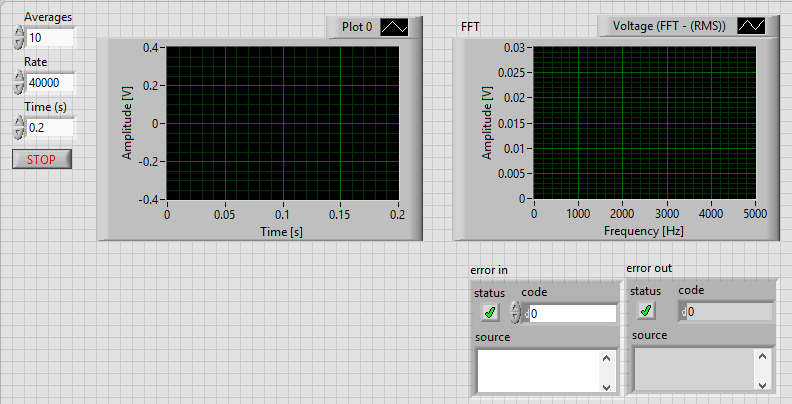 Averages
10
Rate
40000
Time (s)
0.2
STOP
Plot 0
Amplitude [V]
0.4
0.2
0
-0.2
-0.4
0 0.05 0.1 0.15 0.2
Time [s]
FFT
Voltage (FFT - (RMS))
Amplitude [V]
0.03
0.025
0.02
0.015
0.01
0.005
0
0 1000 2000 3000 4000 5000
Frequency [Hz]
error in
status code
d0
source
error out
status code
d0
source